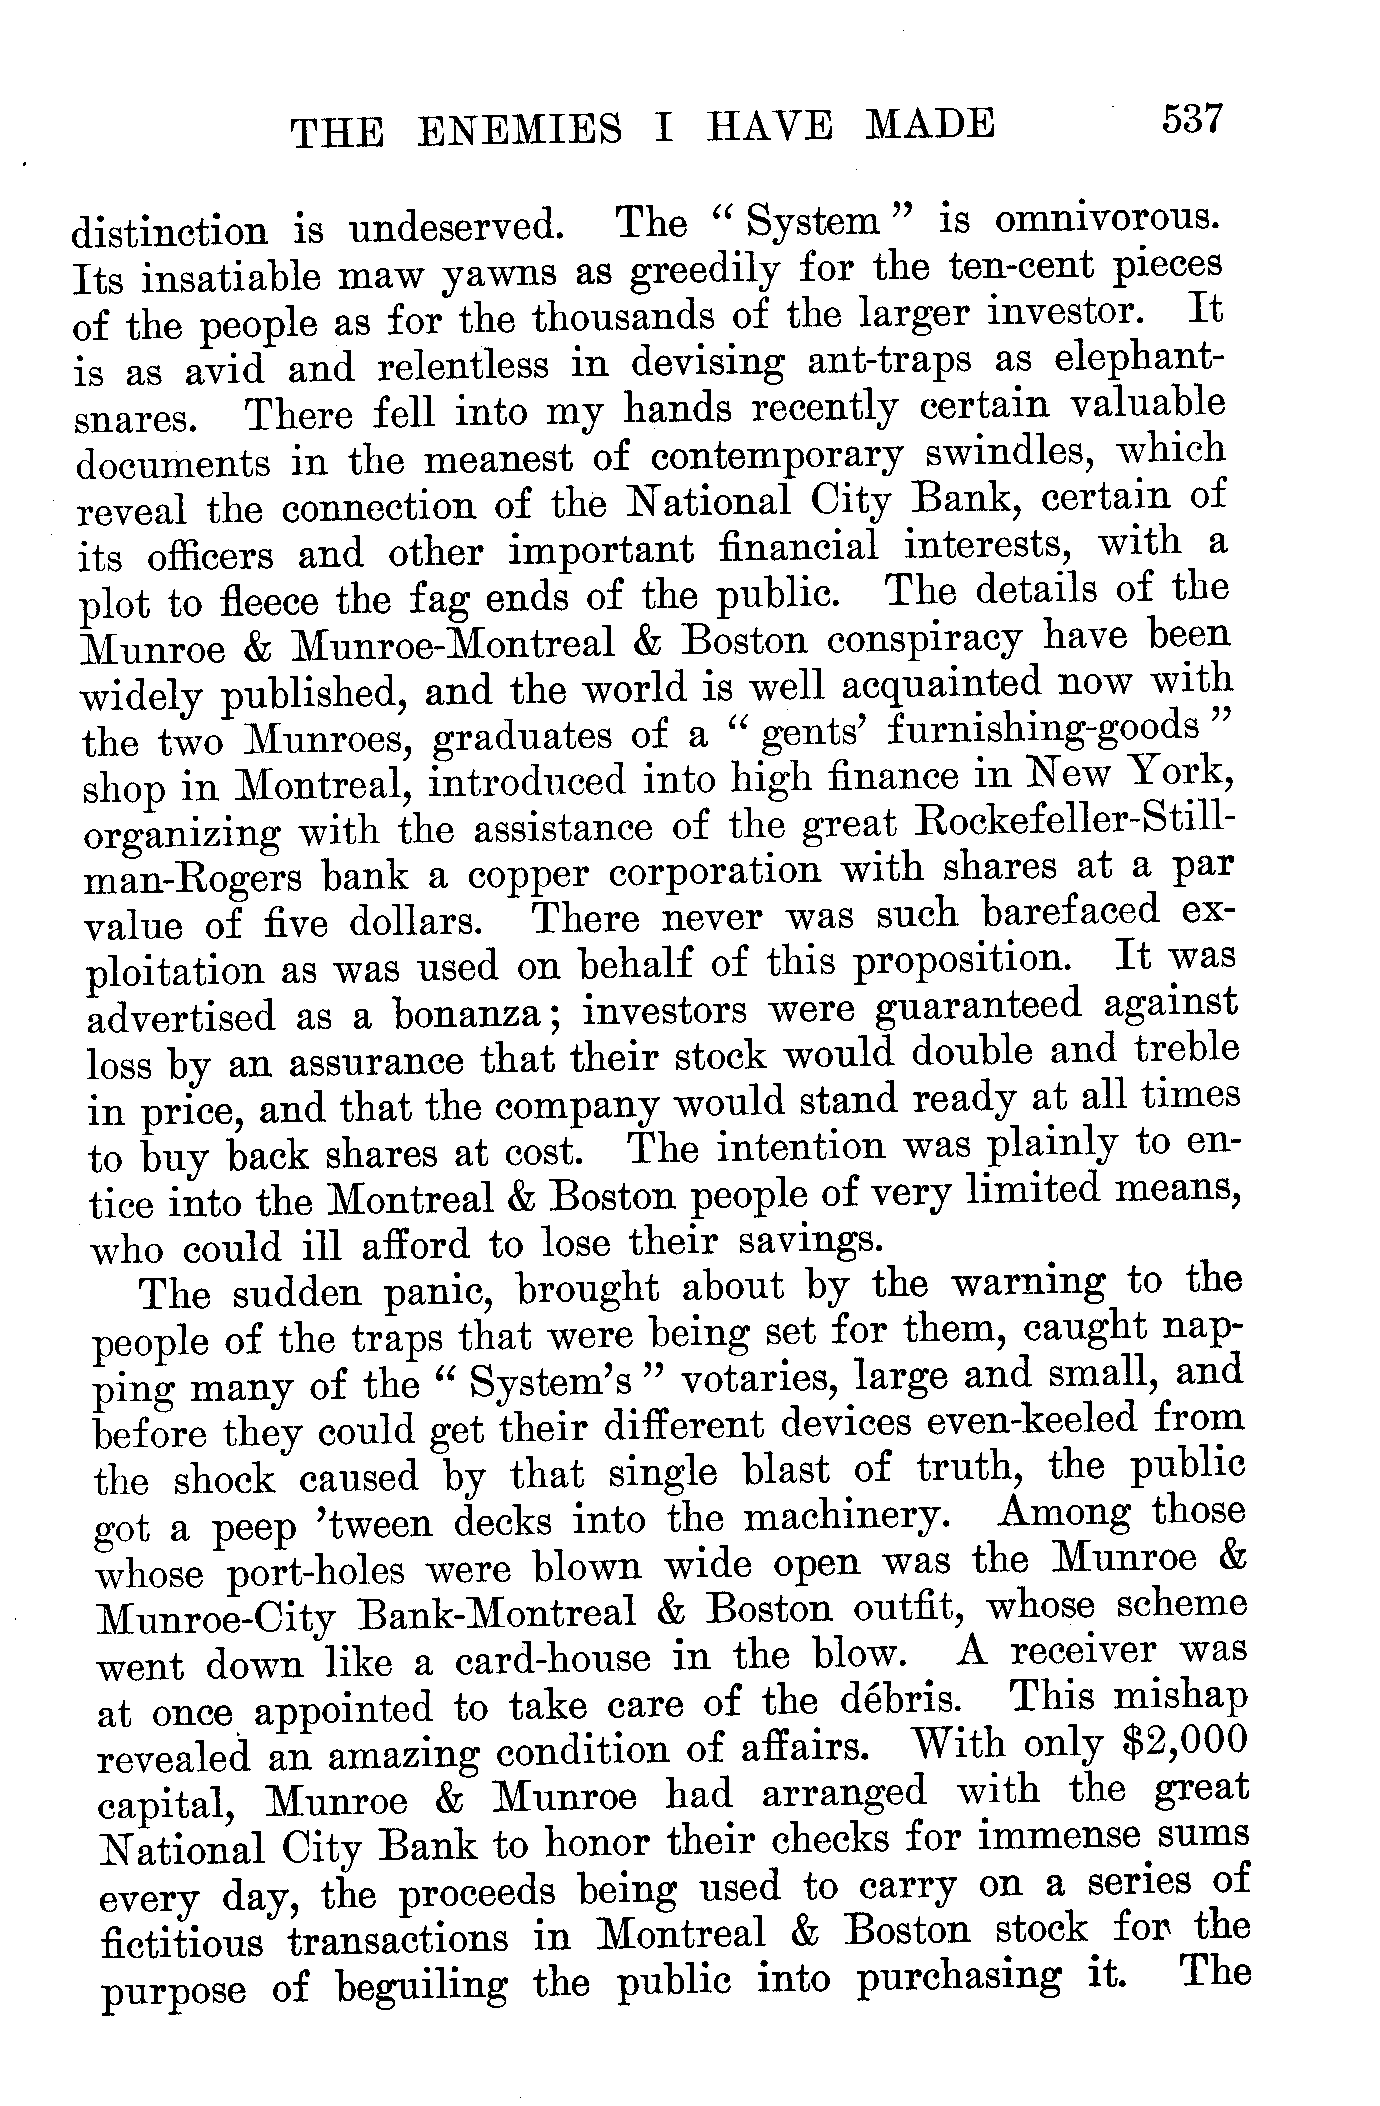 THE ENEMIES I HAVE MADE 537
distinction is undeserved. The " System " is omnivorous.
Its insatiable maw yawns as greedily for the ten-cent pieces
of the people as for the thousands of the larger investor. It
is as avid and relentless in devising ant-traps as elephant-
snares. There fell into my hands recently certain valuable
documents in the meanest of contemporary swindles, which
reveal the connection of the National City Bank, certain of
its officers and other important financial interests, with a
plot to fleece the fag ends of the public. The details of the
Munroe & Munroe-Montreal & Boston conspiracy have been
widely published, and the world is well acquainted now with
the two Munroes, graduates of a " gents' furnishing-goods "
shop in Montreal, introduced into high finance in New York,
organizing with the assistance of the great Rockefeller-Still-
man-Rogers bank a copper corporation with shares at a par
value of five dollars. There never was such barefaced ex-
ploitation as was used on behalf of this proposition. It was
advertised as a bonanza; investors were guaranteed against
loss by an assurance that their stock would double and treble
in price, and that the company would stand ready at all times
to buy back shares at cost. The intention was plainly to en-
tice into the Montreal & Boston people of very limited means,
who could ill afford to lose their savings.
The sudden panic, brought about by the warning to the
people of the traps that were being set for them, caught nap-
ping many of the " System's " votaries, large and small, and
before they could get their different devices even-keeled from
the shock caused by that single blast of truth, the public
got a peep 'tween decks into the machinery. Among those
whose port-holes were blown wide open was the Munroe &
Munroe-City Bank-Montreal & Boston outfit, whose scheme
went down like a card-house in the blow. A receiver was
at once appointed to take care of the débris. This mishap
revealed an amazing condition of affairs. With only $2,000
capital, Munroe & Munroe had arranged with the great
National City Bank to honor their checks for immense sums
every day, the proceeds being used to carry on a series of
fictitious transactions in Montreal & Boston stock for the
purpose of beguiling the public into purchasing it. The